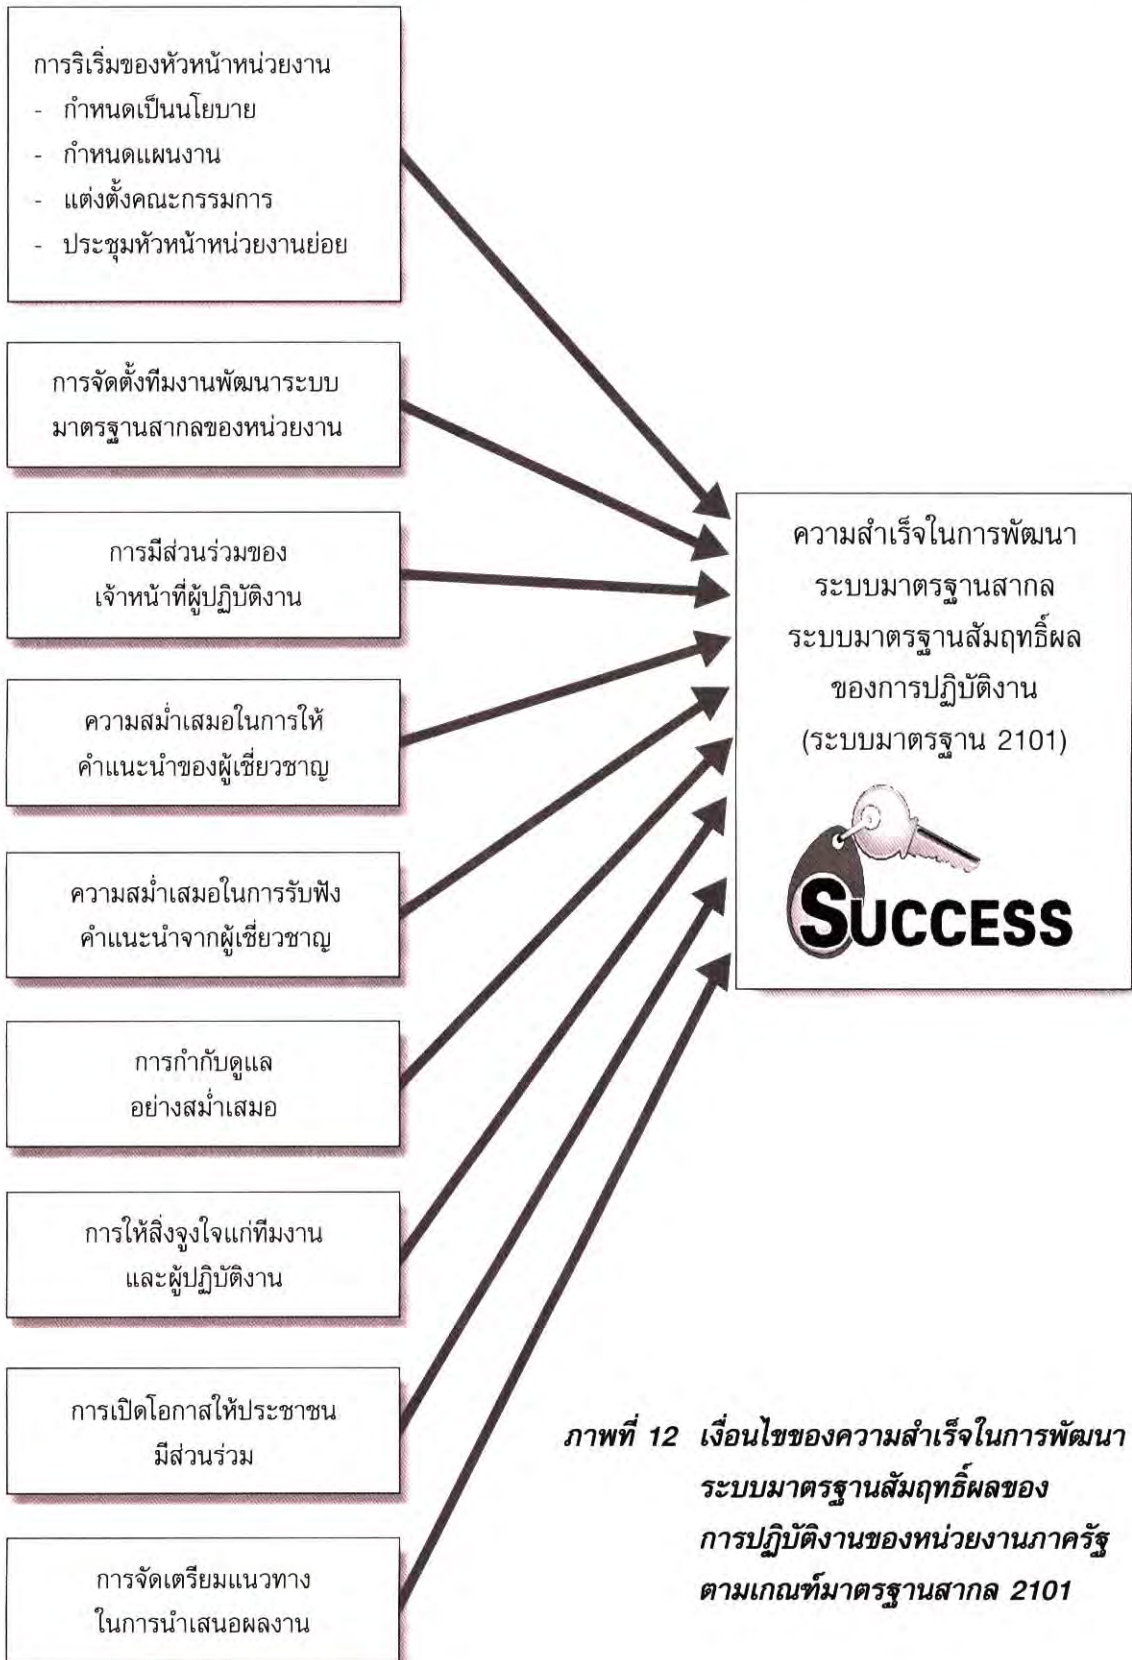 การริเริ่มของหัวหน้าหน่วยงาน
- กำหนดเป็นนโยบาย
- กำหนดแผนงาน
- แต่งตั้งคณะกรรมการ
- ประชุมหัวหน้าหน่วยงานย่อย
การจัดตั้งทีมงานพัฒนาระบบ
มาตรฐานสากลของหน่วยงาน
การมีส่วนร่วมของ
เจ้าหน้าที่ผู้ปฏิบัติงาน
ความสม่ำเสมอในการให้
คำแนะนำของผู้เชี่ยวชาญ
ความสม่ำเสมอในการรับฟัง
คำแนะนำจากผู้เชี่ยวชาญ
การกำกับดูแล
อย่างสม่ำเสมอ
การให้สิ่งจูงใจแก่ทีมงาน
และผู้ปฏิบัติงาน
การเปิดโอกาสให้ประชาชน
มีส่วนร่วม
การจัดเตรียมแนวทาง
ในการนำเสนอผลงาน
ความสำเร็จในการพัฒนา
ระบบมาตรฐานสากล
ระบบมาตรฐานสัมฤทธิ์ผล
ของการปฏิบัติงาน
(ระบบมาตรฐาน 2101)
SUCCESS
ภาพที่ 12 เงื่อนไขของความสำเร็จในการพัฒนา
ระบบมาตรฐานสัมฤทธิ์ผลของ
การปฏิบัติงานของหน่วยงานภาครัฐ
ตามเกณฑ์มาตรฐานสากล 2101